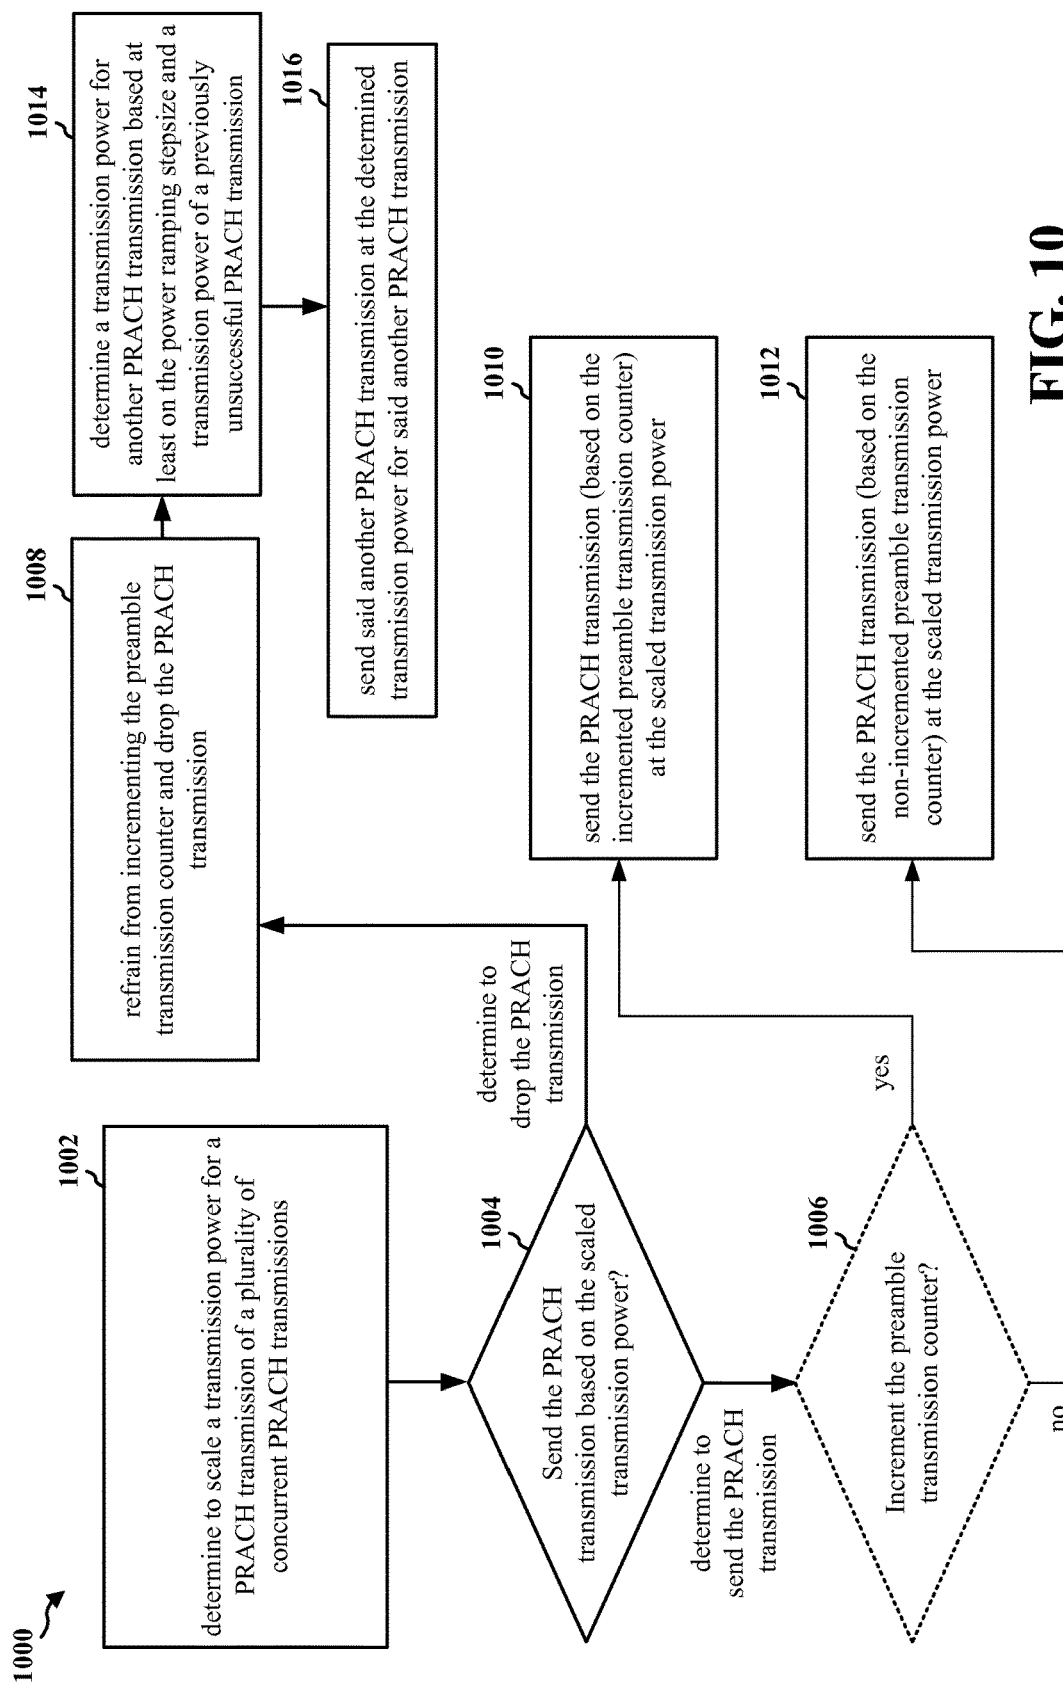 1000
1002
determine to scale a transmission power for a
PRACH transmission of a plurality of
concurrent PRACH transmissions
1004
Send the PRACH
transmission based on the scaled
transmission power?
determine to
drop the PRACH
transmission
determine to
send the PRACH
transmission
1006
Increment the preamble
transmission counter?
yes
no
1008
refrain from incrementing the preamble
transmission counter and drop the PRACH
transmission
1014
determine a transmission power for
another PRACH transmission based at
least on the power ramping stepsize and a
transmission power of a previously
unsuccessful PRACH transmission
1016
send said another PRACH transmission at the determined
transmission power for said another PRACH transmission
1010
send the PRACH transmission (based on the
incremented preamble transmission counter)
at the scaled transmission power
1012
send the PRACH transmission (based on the
non-incremented preamble transmission
counter) at the scaled transmission power
FIG. 10